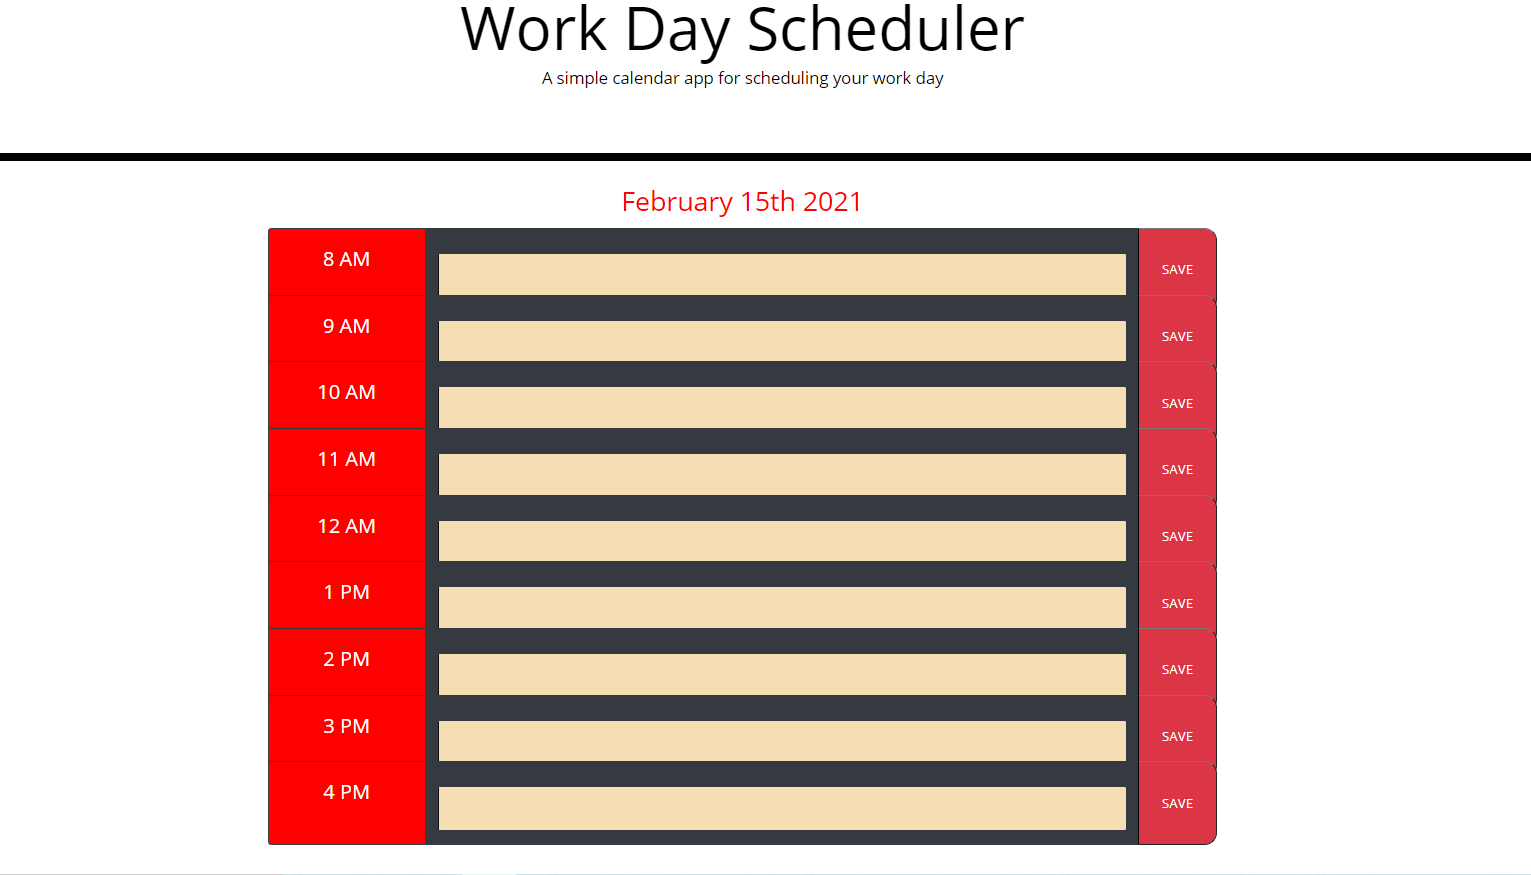 Work Day Scheduler
A simple calendar app for scheduling your work day
February 15th 2021
8 AM
SAVE
9 AM
SAVE
10 AM
SAVE
11 AM
SAVE
12 AM
SAVE
1 PM
SAVE
2 PM
SAVE
3 PM
SAVE
4 PM
SAVE